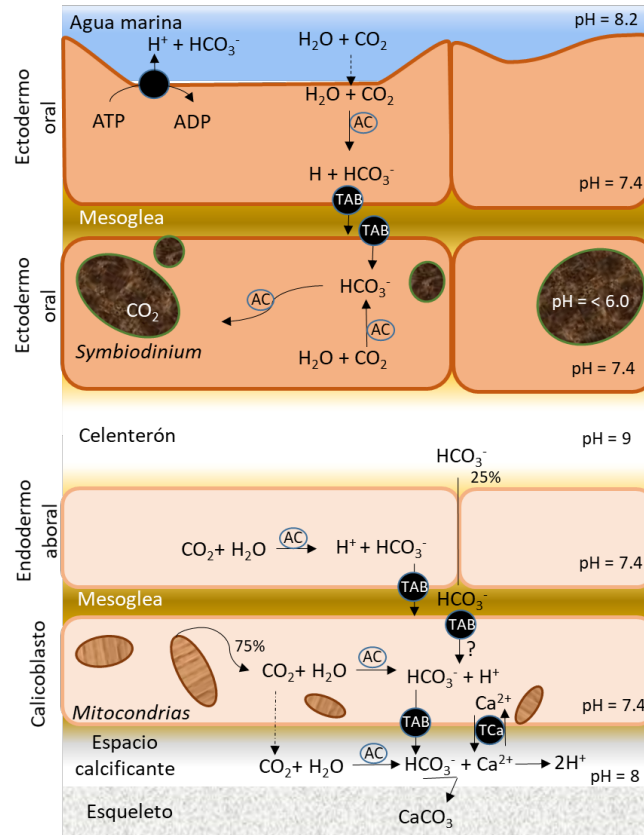 Agua marina
pH = 8.2
H⁺ + HCO₃⁻
H₂O + CO₂
Ectodermo oral
ATP
ADP
H₂O + CO₂
AC
H + HCO₃⁻
pH = 7.4
TAB
Mesoglea
TAB
Ectodermo oral
HCO₃⁻
AC
CO₂
pH = < 6.0
AC
Symbiodinium
H₂O + CO₂
pH = 7.4
Celenterón
pH = 9
HCO₃⁻
25%
Endodermo aboral
CO₂+ H₂O
AC
H⁺ + HCO₃⁻
pH = 7.4
TAB
Mesoglea
HCO₃⁻
TAB
Calicoblasto
75%
?
CO₂+ H₂O
AC
HCO₃⁻ + H⁺
Ca²⁺
Mitocondrias
pH = 7.4
TAB
TCa
Espacio calcificante
CO₂+ H₂O
AC
HCO₃⁻ + Ca²⁺
2H⁺
pH = 8
Esqueleto
CaCO₃